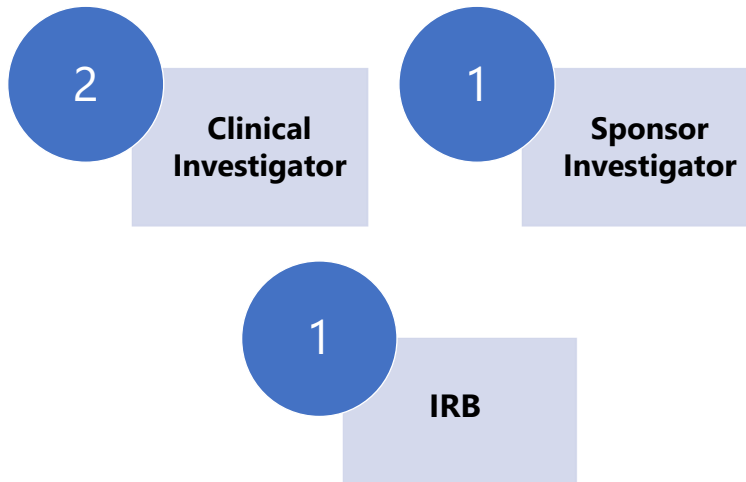 2
Clinical
Investigator
1
Sponsor
Investigator
1
IRB